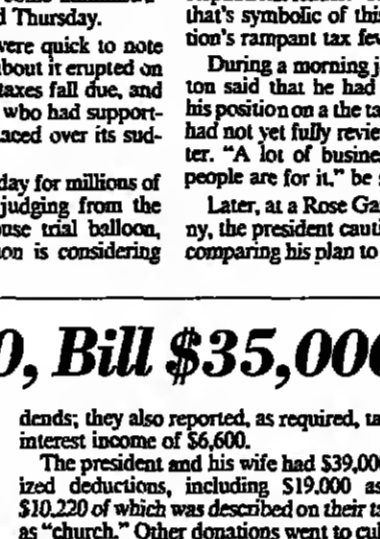 d Thursday.
were quick to note
bout it erupted on
taxes fall due, and
who had support-
aced over its sud-
day for millions of
judging from the
ouse trial balloon,
on is considering
that's symbolic of thi
tion's rampant tax fev
During a morning j
ton said that he had
his position on a the ta
had not yet fully revie
ter. "A lot of busine
people are for it," be
Later, at a Rose Ga
ny, the president cauti
comparing his plan to
0, Bill $35,000
dends; they also reported, as required, ta
interest income of $6,600.
The president and his wife had $39,000
ized deductions, including $19,000 as
$10,220 of which was described on their ta
as "church." Other donations went to cul